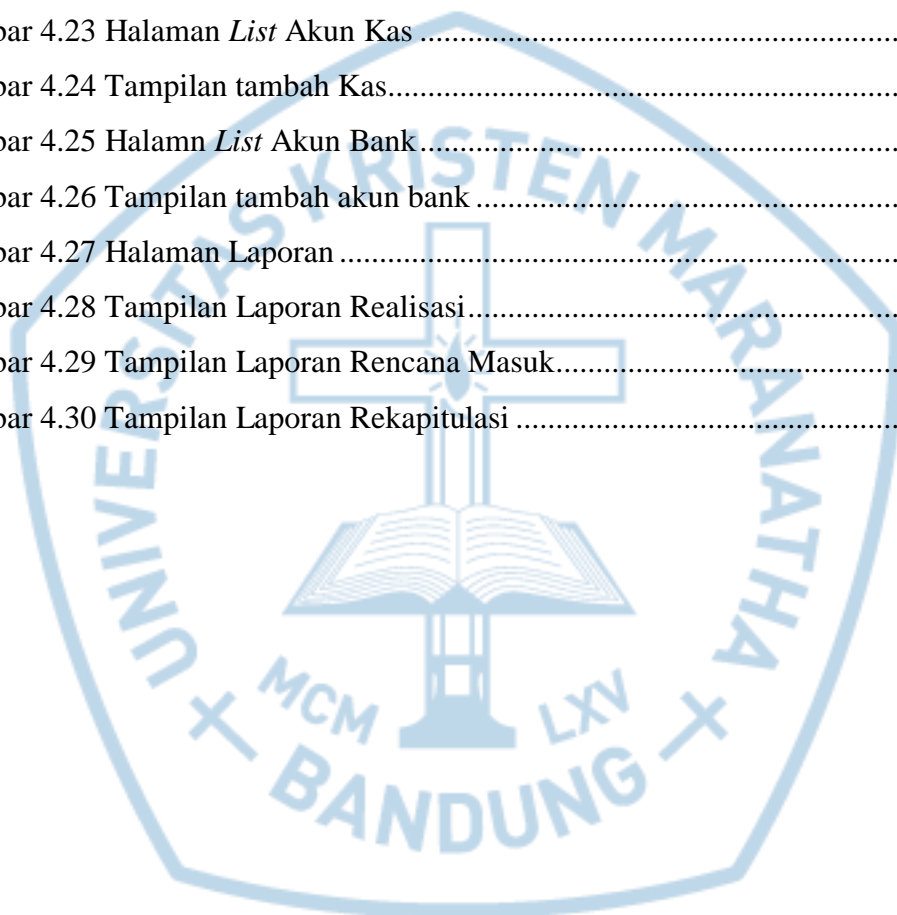 bar 4.23 Halaman List Akun Kas ................................................................
bar 4.24 Tampilan tambah Kas....................................................................
bar 4.25 Halamn List Akun Bank ................................................................
bar 4.26 Tampilan tambah akun bank .........................................................
bar 4.27 Halaman Laporan ..........................................................................
bar 4.28 Tampilan Laporan Realisasi..........................................................
bar 4.29 Tampilan Laporan Rencana Masuk...............................................
bar 4.30 Tampilan Laporan Rekapitulasi ....................................................
UNIVERSITAS KRISTEN MARANATHA
MCM LXV
BANDUNG